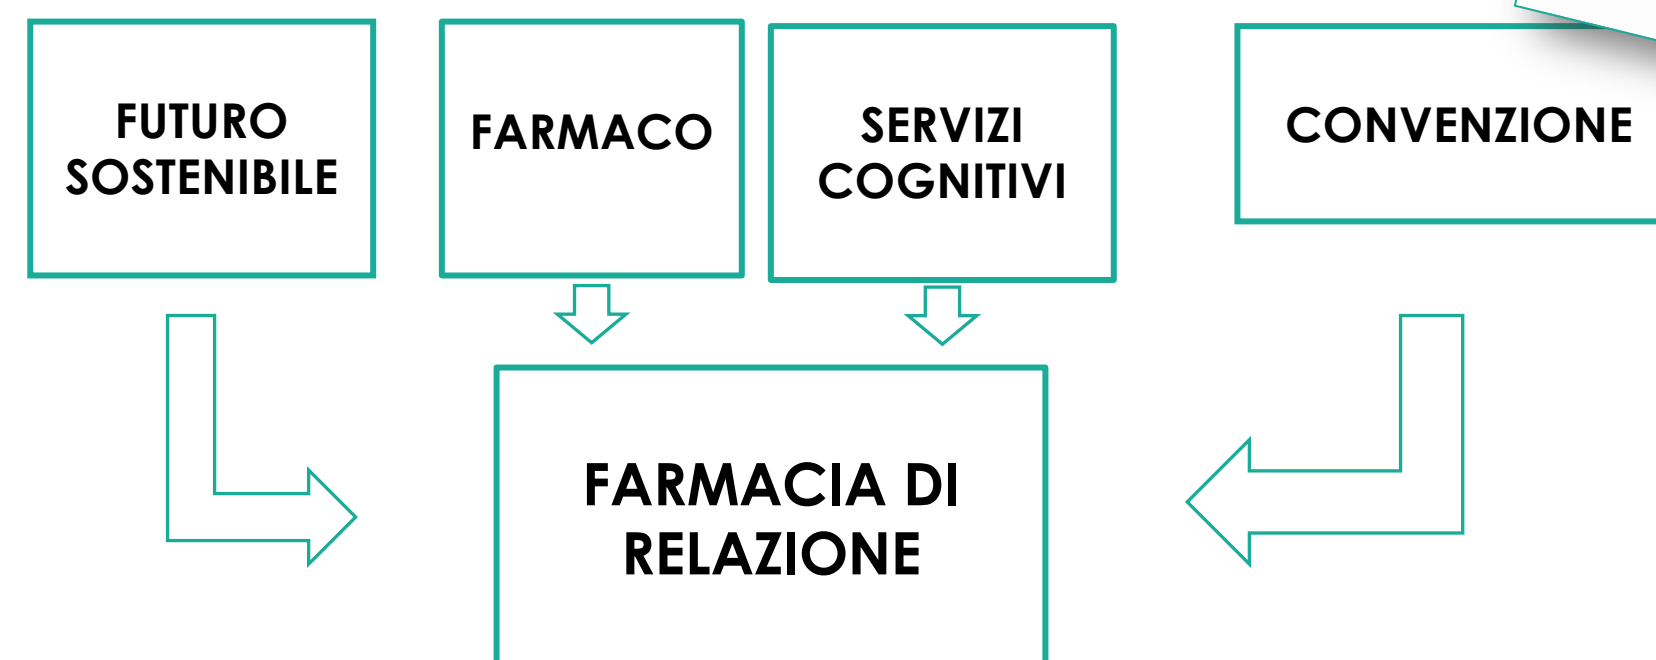 FUTURO
SOSTENIBILE
FARMACO
SERVIZI
COGNITIVI
CONVENZIONE
FARMACIA DI
RELAZIONE